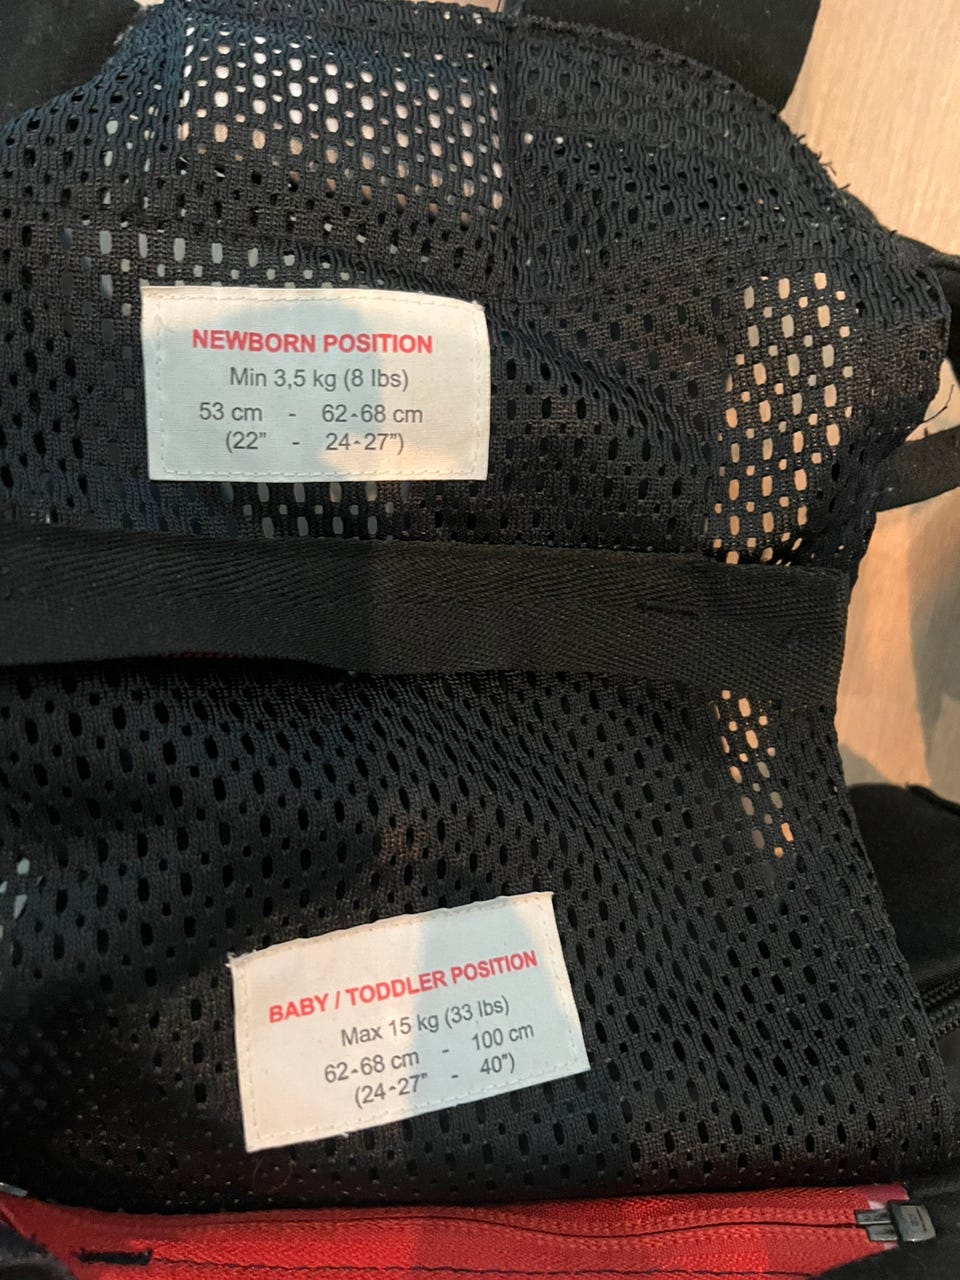 NEWBORN POSITION
Min 3,5 kg (8 lbs)
53 cm - 62-68 cm
(22” - 24-27”)
BABY / TODDLER POSITION
Max 15 kg (33 lbs)
62-68 cm - 100 cm
(24-27” - 40”)